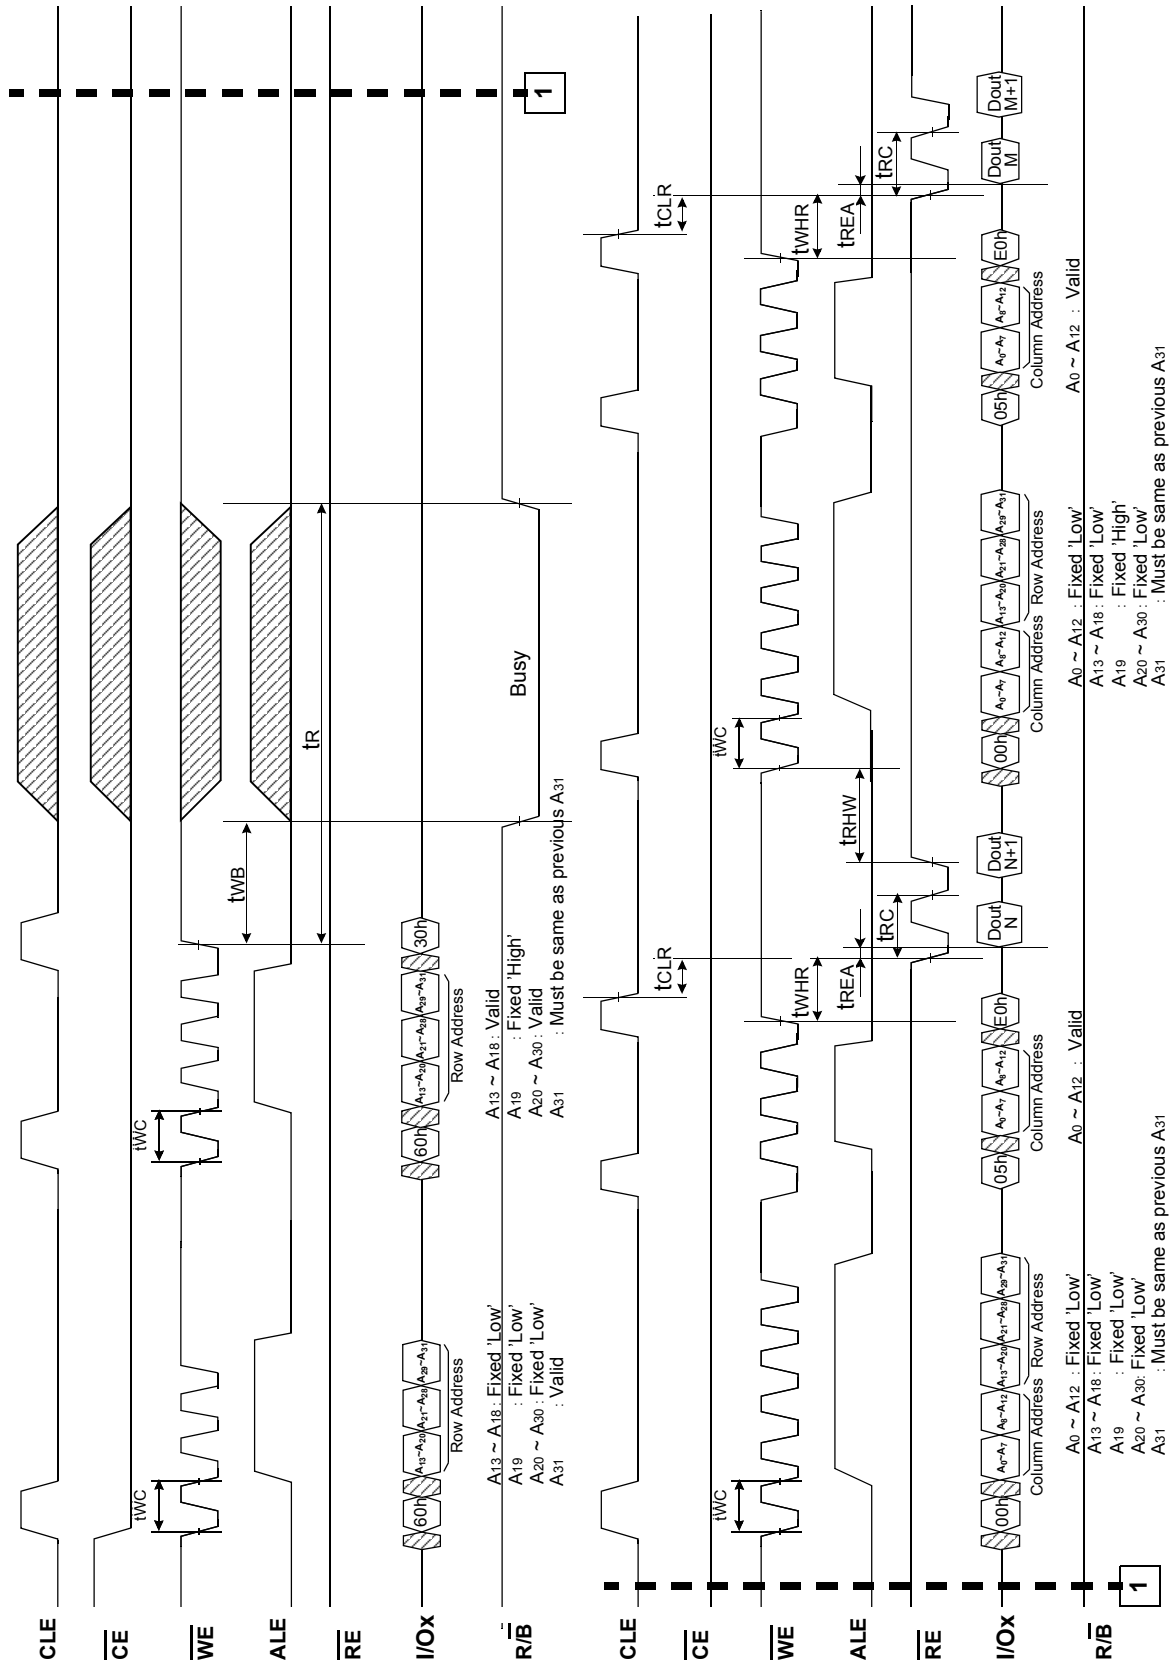 CLE
CE
WE
ALE
RE
I/Ox
R/B
tWC
tWC
tWB
tR
Busy
60h A13~A20 A21~A28 A29~A31
Row Address
60h A13~A20 A21~A28 A29~A31 30h
Row Address
A13 ~ A18 : Fixed 'Low'
A19 : Fixed 'Low'
A20 ~ A30 : Fixed 'Low'
A31 : Valid
A13 ~ A18 : Valid
A19 : Fixed 'High'
A20 ~ A30 : Valid
A31 : Must be same as previous A31
1
CLE
CE
WE
ALE
RE
I/Ox
R/B
1
tCLR
tCLR
tWC
tWHR
tWC
tWHR
tREA
tRHW
tREA
tRC
tRC
00h A0~A7 A8~A12 A13~A20 A21~A28 A29~A31
Column Address Row Address
05h A0~A7 A8~A12 E0h
Column Address
Dout N
Dout N+1
00h A0~A7 A8~A12 A13~A20 A21~A28 A29~A31
Column Address Row Address
05h A0~A7 A8~A12 E0h
Column Address
Dout M
Dout M+1
A0 ~ A12 : Fixed 'Low'
A13 ~ A18 : Fixed 'Low'
A19 : Fixed 'Low'
A20 ~ A30: Fixed 'Low'
A31 : Must be same as previous A31
A0 ~ A12 : Valid
A0 ~ A12 : Fixed 'Low'
A13 ~ A18 : Fixed 'Low'
A19 : Fixed 'High'
A20 ~ A30 : Fixed 'Low'
A31 : Must be same as previous A31
A0 ~ A12 : Valid